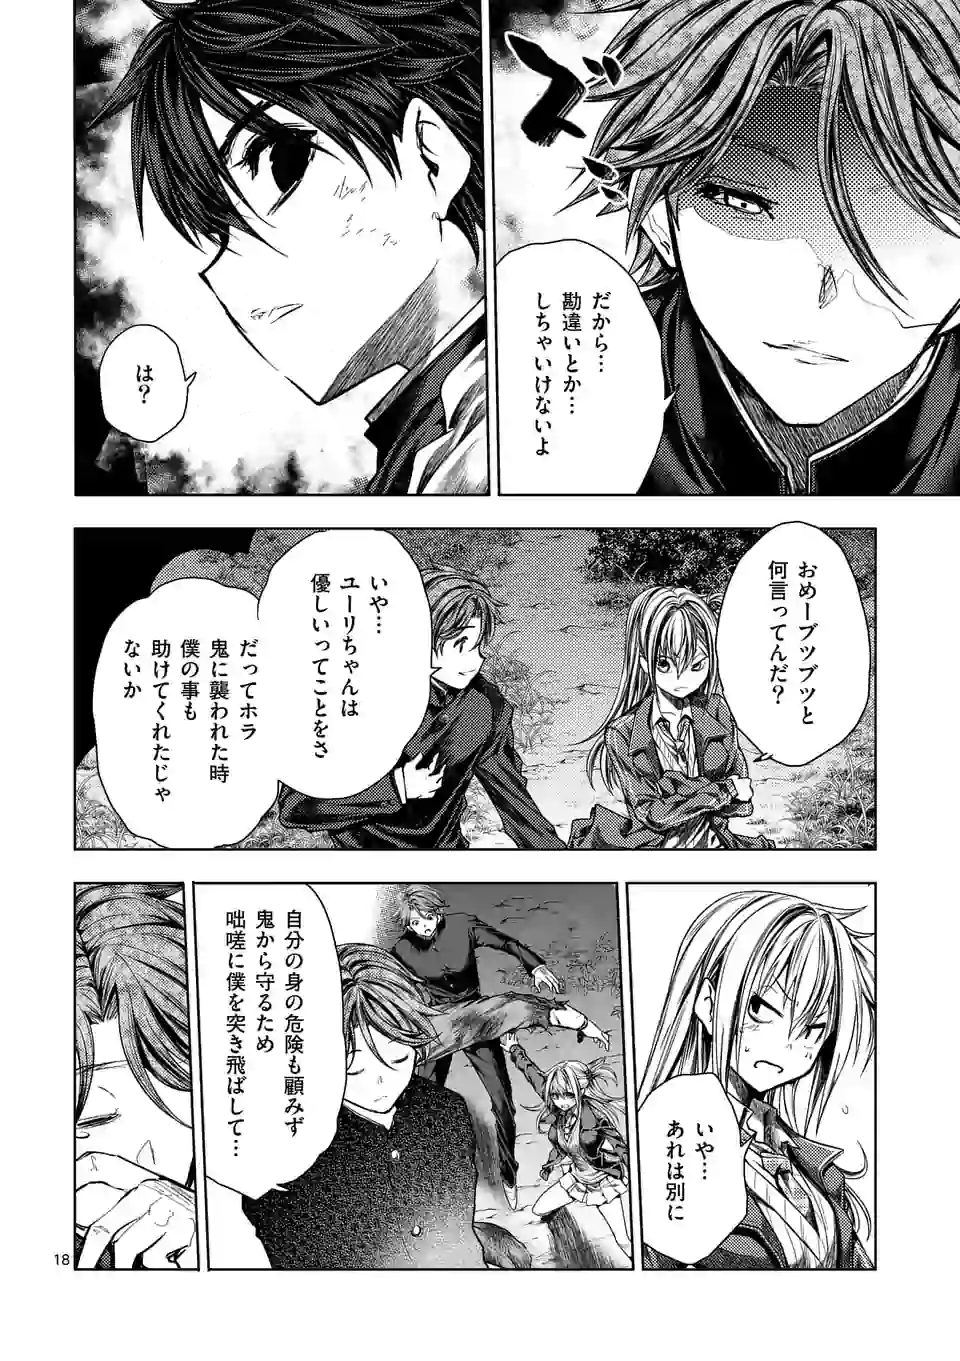 だから…
勘違いとか…
しちゃいけないよ
は?
おめーブツブツと
何言ってんだ?
いや…
ユーリちゃんは
優しいってことをさ
だってホラ
鬼に襲われた時
僕の事も
助けてくれたじゃ
ないか
いや…
あれは別に
自分の身の危険も顧みず
鬼から守るため
咄嗟に僕を突き飛ばして…
18